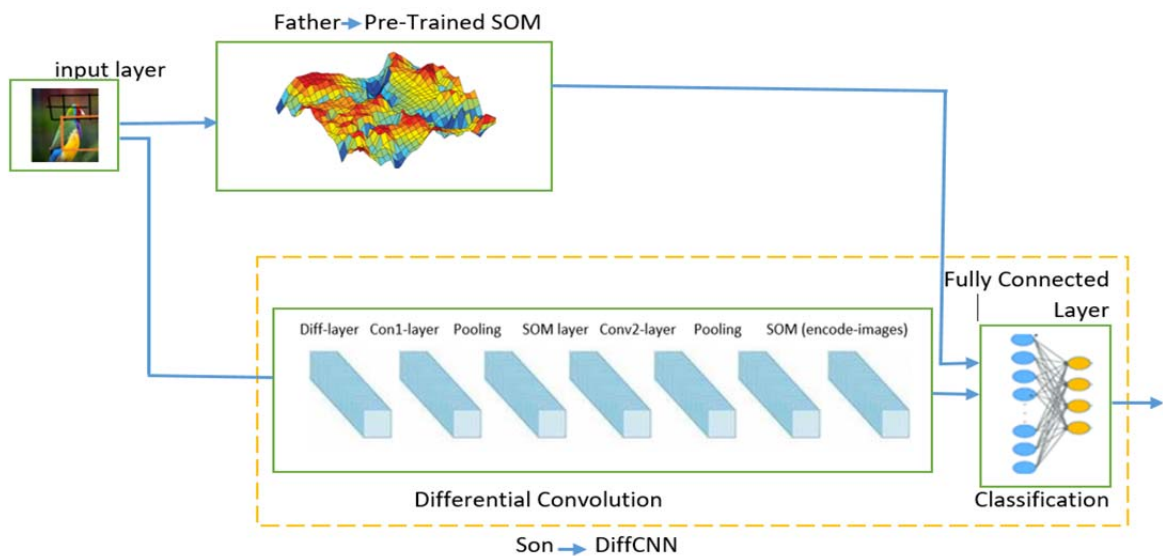 Father Pre-Trained SOM
input layer
Fully Connected
Layer
Diff-layer Con1-layer Pooling SOM layer Conv2-layer Pooling SOM (encode-images)
Differential Convolution
Classification
Son DiffCNN